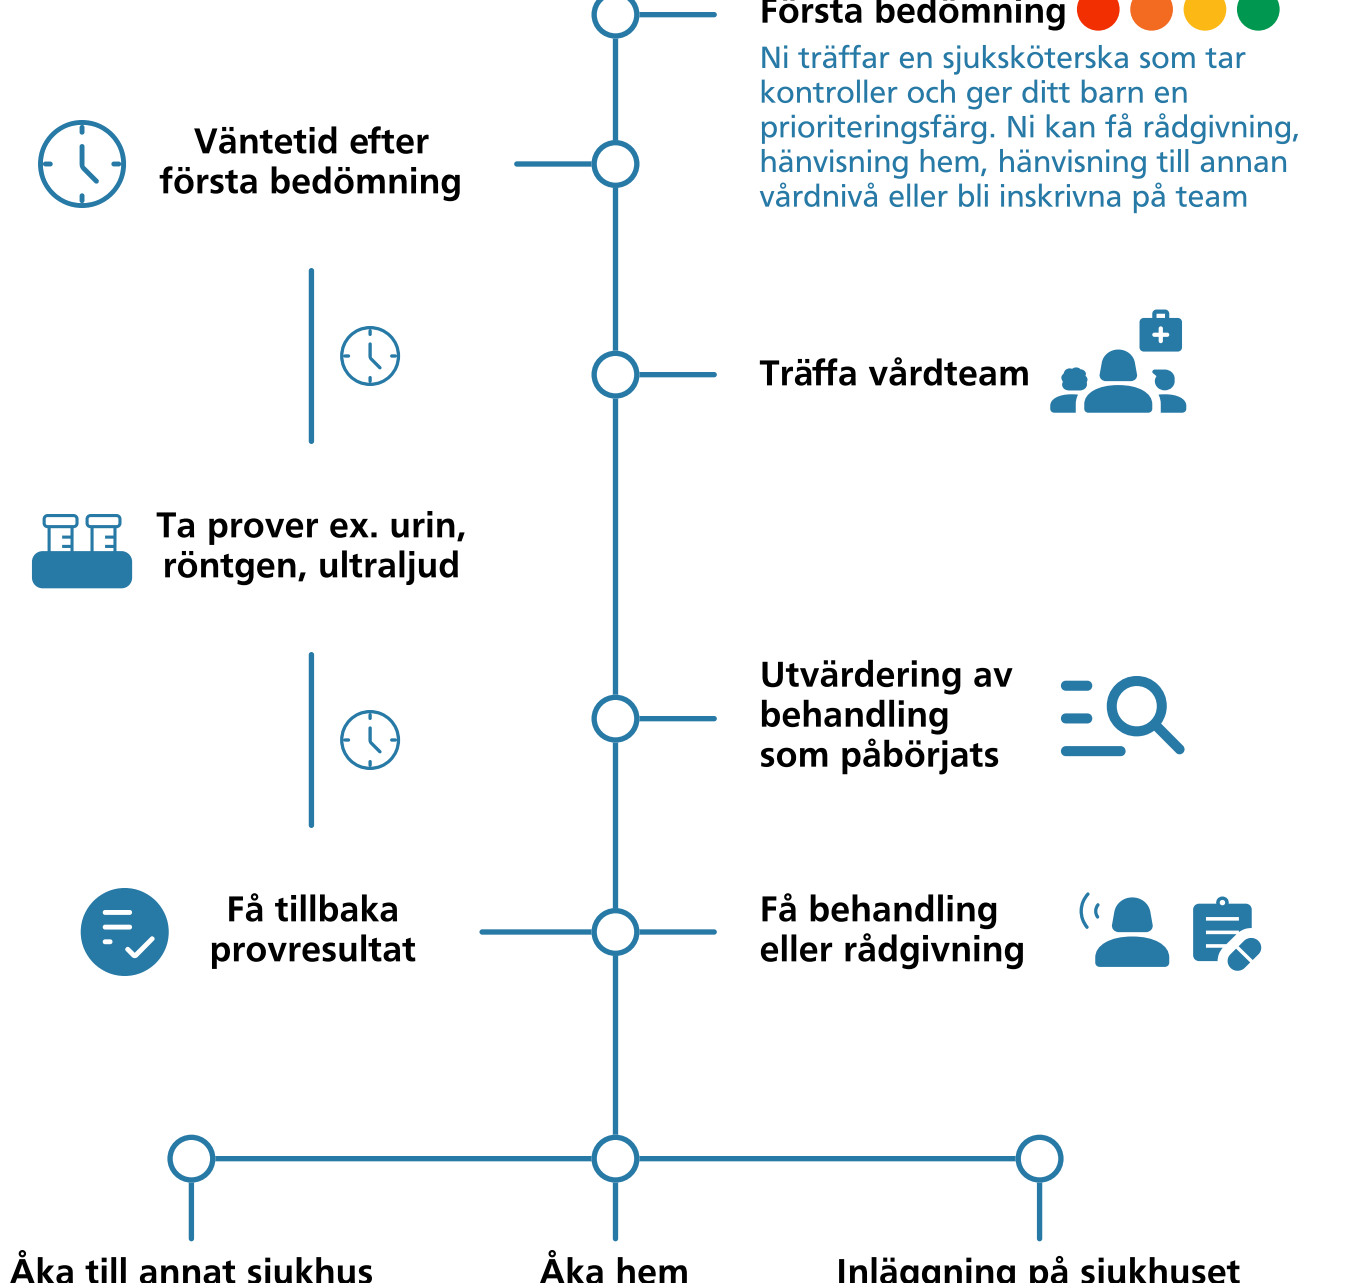 Första bedömning
Ni träffar en sjuksköterska som tar
kontroller och ger ditt barn en
prioriteringsfärg. Ni kan få rådgivning,
hänvisning hem, hänvisning till annan
vårdnivå eller bli inskrivna på team
Väntetid efter
första bedömning
Träffa vårdteam
Ta prover ex. urin,
röntgen, ultraljud
Utvärdering av
behandling
som påbörjats
Få tillbaka
provresultat
Få behandling
eller rådgivning
Åka till annat sjukhus
Åka hem
Inläggning på sjukhuset